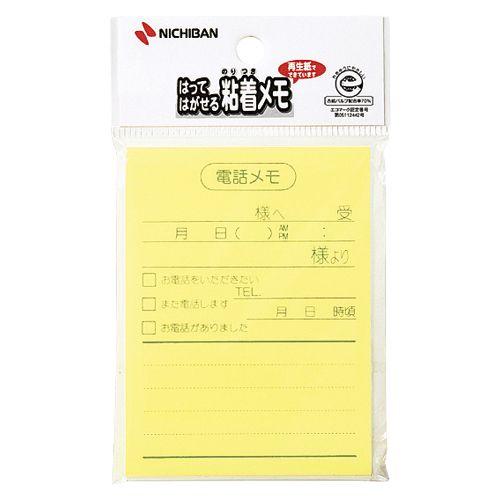 NICHIBAN
はって
はがせる
のりつき
粘着メモ
再生紙で
できています
古紙パルプ配合率70%
エコマーク認定番号
第05112442号
電話メモ
様へ 受
月 日( ) AM PM :
様より
お電話をいただきたい
TEL.
また電話します
月 日 時頃
お電話がありました